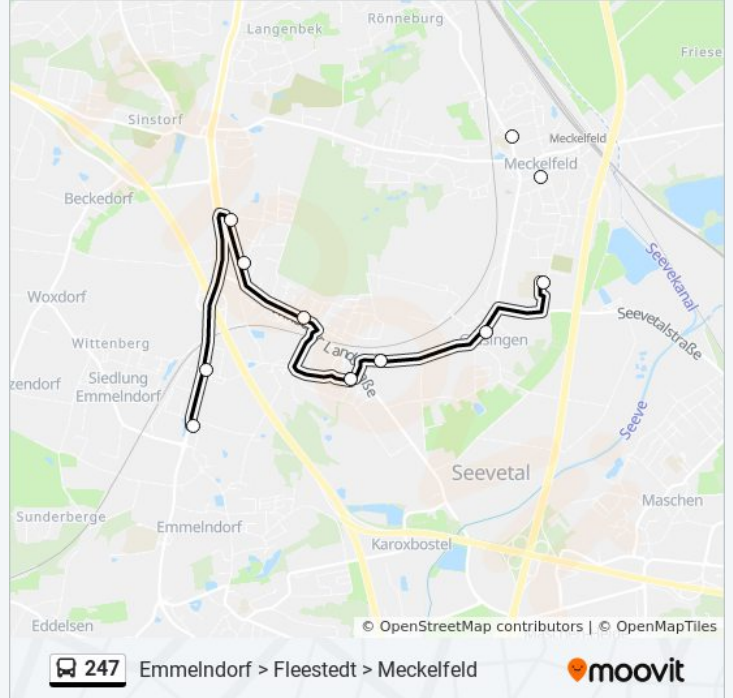 Rönneburg
Langenbek
Friese
Sinstorf
Meckelfeld
Meckelfeld
Beckedorf
Seevekanal
Woxdorf
Seevetalstraße
Wittenberg
zendorf
Siedlung
Emmelndorf
Seeve
Seevetal
Maschen
Sunderberge
Emmelndorf
Karoxbostel
Eddelsen
© OpenStreetMap contributors | © OpenMapTiles
247 Emmelndorf > Fleestedt > Meckelfeld
moovit